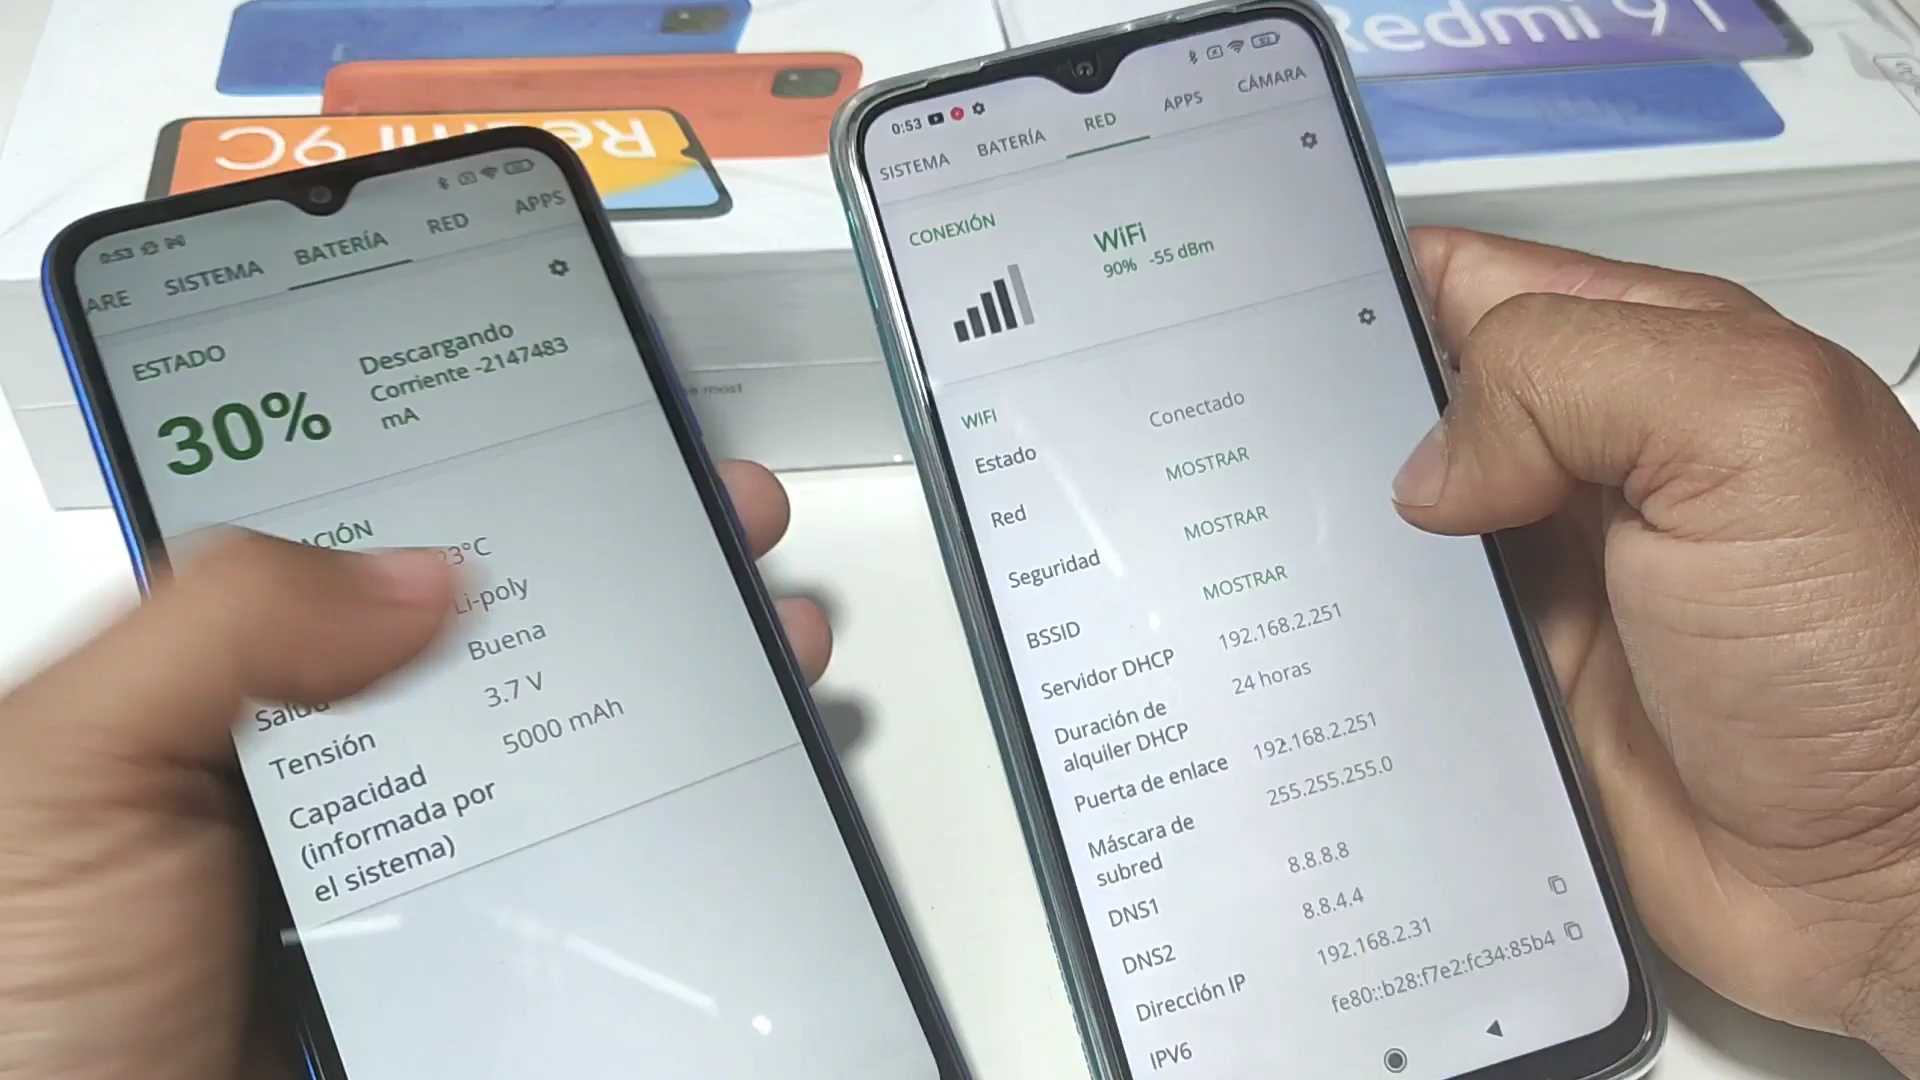 Redmi 9T
Redmi 9C
e most
0:53
ARE SISTEMA BATERÍA RED APPS
ESTADO
30%
Descargando
Corriente -2147483
mA
ACIÓN
23°C
Li-poly
Buena
Salud
3.7 V
Tensión
5000 mAh
Capacidad
(informada por
el sistema)
0:53
SISTEMA BATERÍA RED APPS CÁMARA
CONEXIÓN
WiFi
90% -55 dBm
WIFI
Estado Conectado
Red MOSTRAR
Seguridad MOSTRAR
BSSID MOSTRAR
Servidor DHCP 192.168.2.251
Duración de
alquiler DHCP 24 horas
Puerta de enlace 192.168.2.251
Máscara de
subred 255.255.255.0
DNS1 8.8.8.8
DNS2 8.8.4.4
Dirección IP 192.168.2.31
IPV6 fe80::b28:f7e2:fc34:85b4